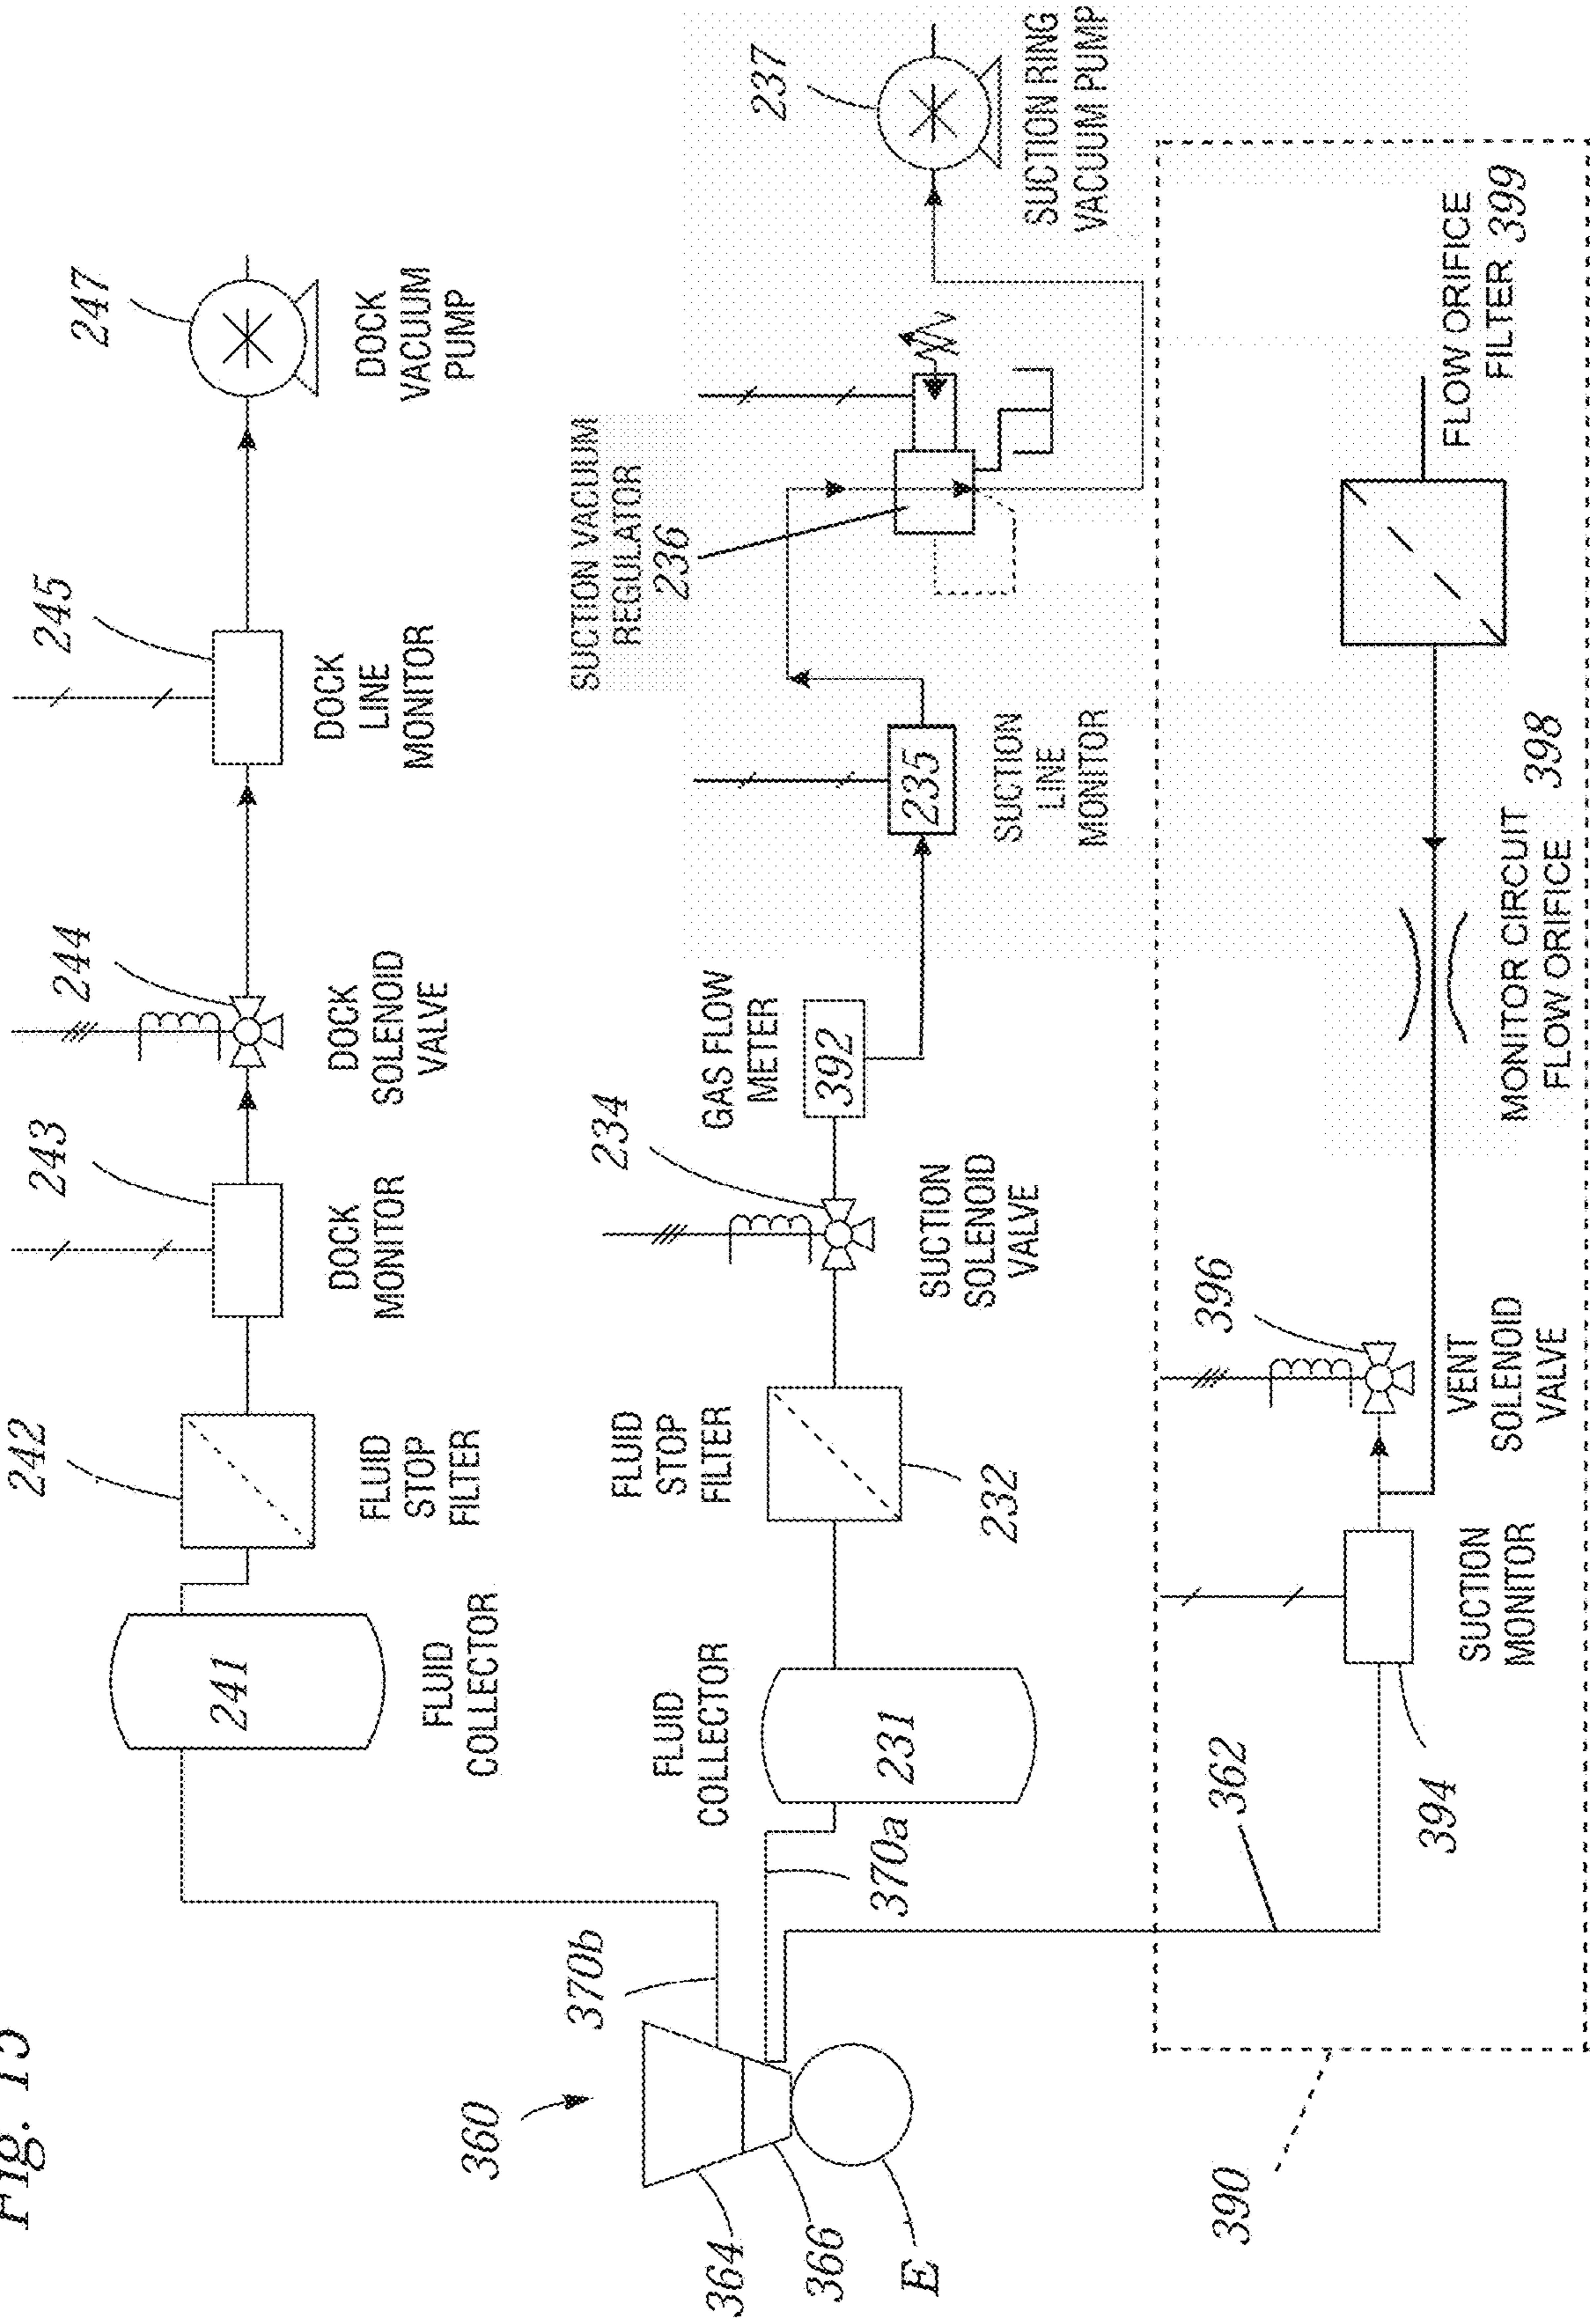 Fig. 15
247
DOCK
VACUUM
PUMP
245
DOCK
LINE
MONITOR
244
DOCK
SOLENOID
VALVE
243
DOCK
MONITOR
242
FLUID
STOP
FILTER
241
FLUID
COLLECTOR
237
SUCTION RING
VACUUM PUMP
SUCTION VACUUM
REGULATOR
236
235
SUCTION
LINE
MONITOR
GAS FLOW
METER
392
234
SUCTION
SOLENOID
VALVE
FLUID
STOP
FILTER
232
FLUID
COLLECTOR
231
370a
370b
360
364
366
E
FLOW ORIFICE
FILTER 399
MONITOR CIRCUIT
FLOW ORIFICE 398
396
VENT
SOLENOID
VALVE
SUCTION
MONITOR
394
362
390